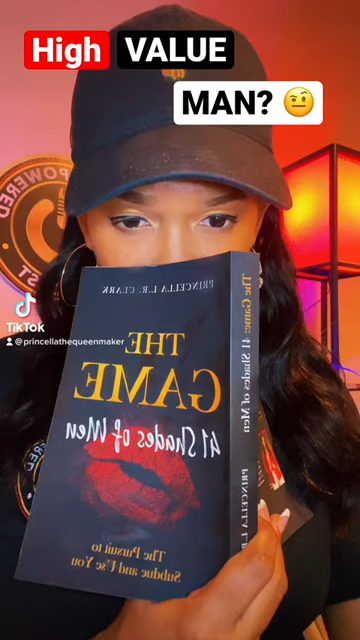 High VALUE
MAN? 🤨
POWERED
TikTok
@princellathequeenmaker
PRINCELLA L.R. CLARK
THE
GAME
41 Shades of Men
The Pursuit to
Subdue and Use You
The Game: 41 Shades of Men
PRINCELLA L.R